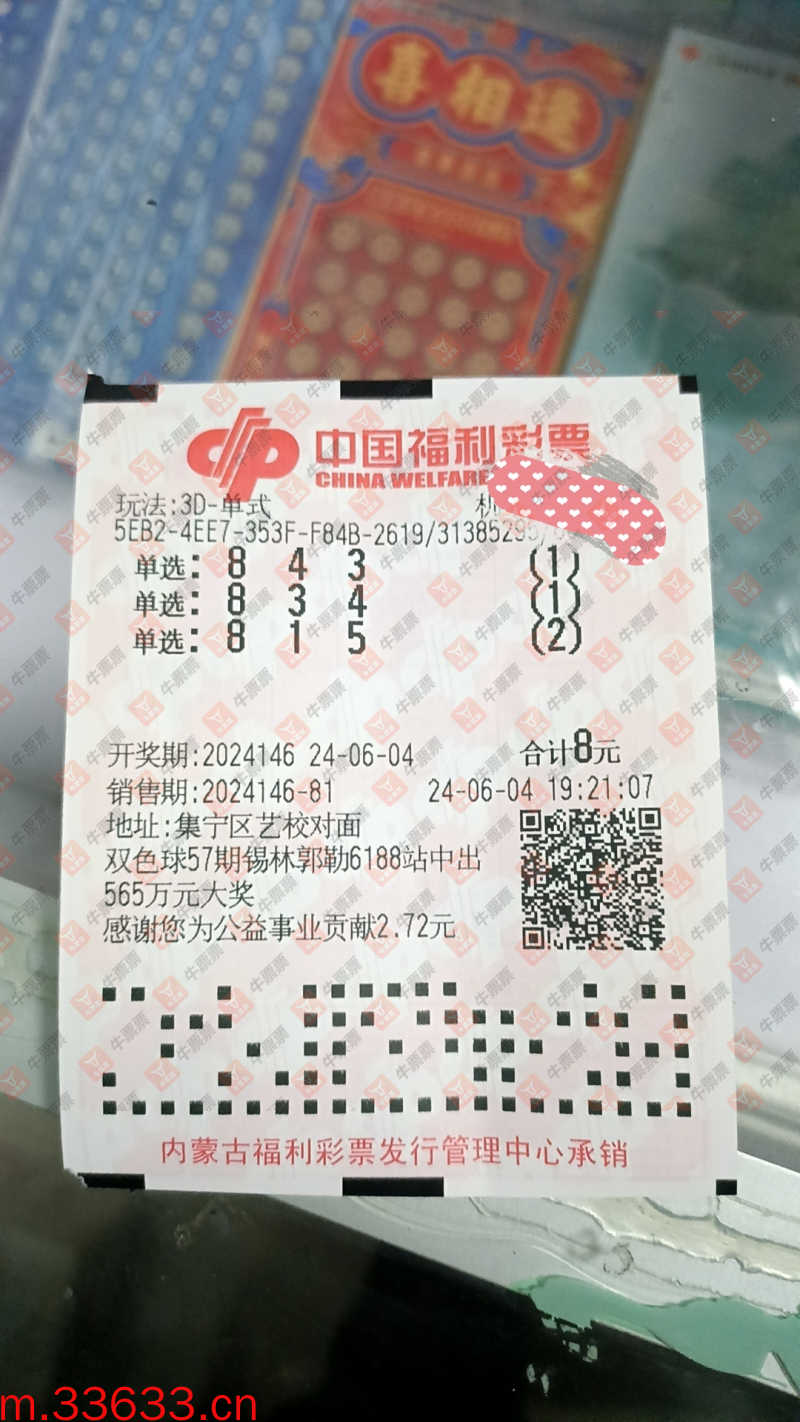 喜相逢
中国福利彩票
CHINA WELFARE
玩法:3D-单式
机
5EB2-4EE7-353F-F84B-2619/3138529
单选: 8 4 3 (1)
单选: 8 3 4 (1)
单选: 8 1 5 (2)
开奖期:2024146 24-06-04 合计8元
销售期:2024146-81 24-06-04 19:21:07
地址:集宁区艺校对面
双色球57期锡林郭勒6188站中出
565万元大奖
感谢您为公益事业贡献2.72元
内蒙古福利彩票发行管理中心承销
牛票票
m.33633.cn